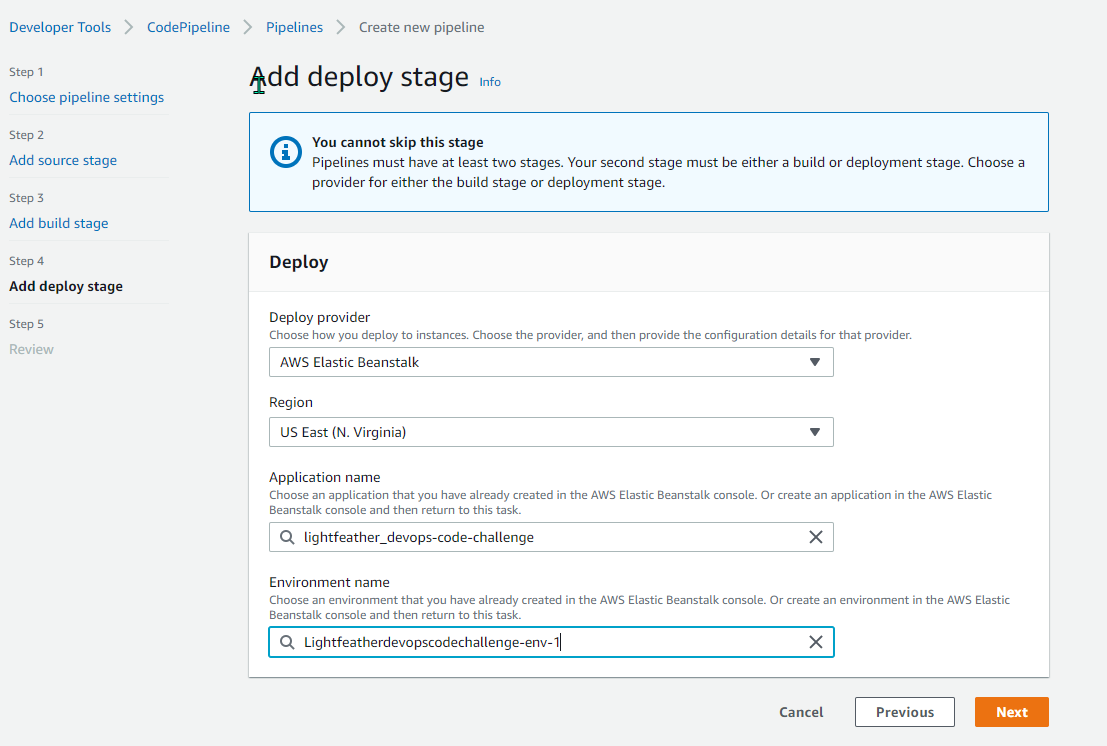 Developer Tools > CodePipeline > Pipelines > Create new pipeline
Step 1
Choose pipeline settings
Step 2
Add source stage
Step 3
Add build stage
Step 4
Add deploy stage
Step 5
Review
Add deploy stage Info
You cannot skip this stage
Pipelines must have at least two stages. Your second stage must be either a build or deployment stage. Choose a
provider for either the build stage or deployment stage.
Deploy
Deploy provider
Choose how you deploy to instances. Choose the provider, and then provide the configuration details for that provider.
AWS Elastic Beanstalk
Region
US East (N. Virginia)
Application name
Choose an application that you have already created in the AWS Elastic Beanstalk console. Or create an application in the AWS Elastic
Beanstalk console and then return to this task.
lightfeather_devops-code-challenge
Environment name
Choose an environment that you have already created in the AWS Elastic Beanstalk console. Or create an environment in the AWS Elastic
Beanstalk console and then return to this task.
Lightfeatherdevopscodechallenge-env-1
Cancel Previous Next